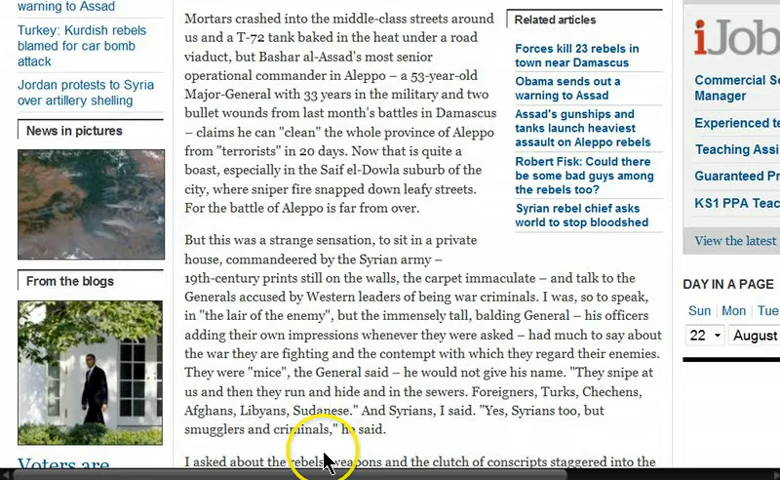 warning to Assad
Turkey: Kurdish rebels
blamed for car bomb
attack
Jordan protests to Syria
over artillery shelling
News in pictures
From the blogs
Voters are
Mortars crashed into the middle-class streets around
us and a T-72 tank baked in the heat under a road
viaduct, but Bashar al-Assad's most senior
operational commander in Aleppo – a 53-year-old
Major-General with 33 years in the military and two
bullet wounds from last month's battles in Damascus
– claims he can "clean" the whole province of Aleppo
from "terrorists" in 20 days. Now that is quite a
boast, especially in the Saif el-Dowla suburb of the
city, where sniper fire snapped down leafy streets.
For the battle of Aleppo is far from over.
But this was a strange sensation, to sit in a private
house, commandeered by the Syrian army –
19th-century prints still on the walls, the carpet immaculate – and talk to the
Generals accused by Western leaders of being war criminals. I was, so to speak,
in "the lair of the enemy", but the immensely tall, balding General – his officers
adding their own impressions whenever they were asked – had much to say about
the war they are fighting and the contempt with which they regard their enemies.
They were "mice", the General said – he would not give his name. "They snipe at
us and then they run and hide and in the sewers. Foreigners, Turks, Chechens,
Afghans, Libyans, Sudanese." And Syrians, I said. "Yes, Syrians too, but
smugglers and criminals," he said.
I asked about the rebels' weapons and the clutch of conscripts staggered into the
Related articles
Forces kill 23 rebels in
town near Damascus
Obama sends out a
warning to Assad
Assad's gunships and
tanks launch heaviest
assault on Aleppo rebels
Robert Fisk: Could there
be some bad guys among
the rebels too?
Syrian rebel chief asks
world to stop bloodshed
iJob
Commercial Se
Manager
Experienced te
Teaching Assi
Guaranteed Pr
KS1 PPA Teac
View the latest
DAY IN A PAGE
Sun Mon Tue
22 August